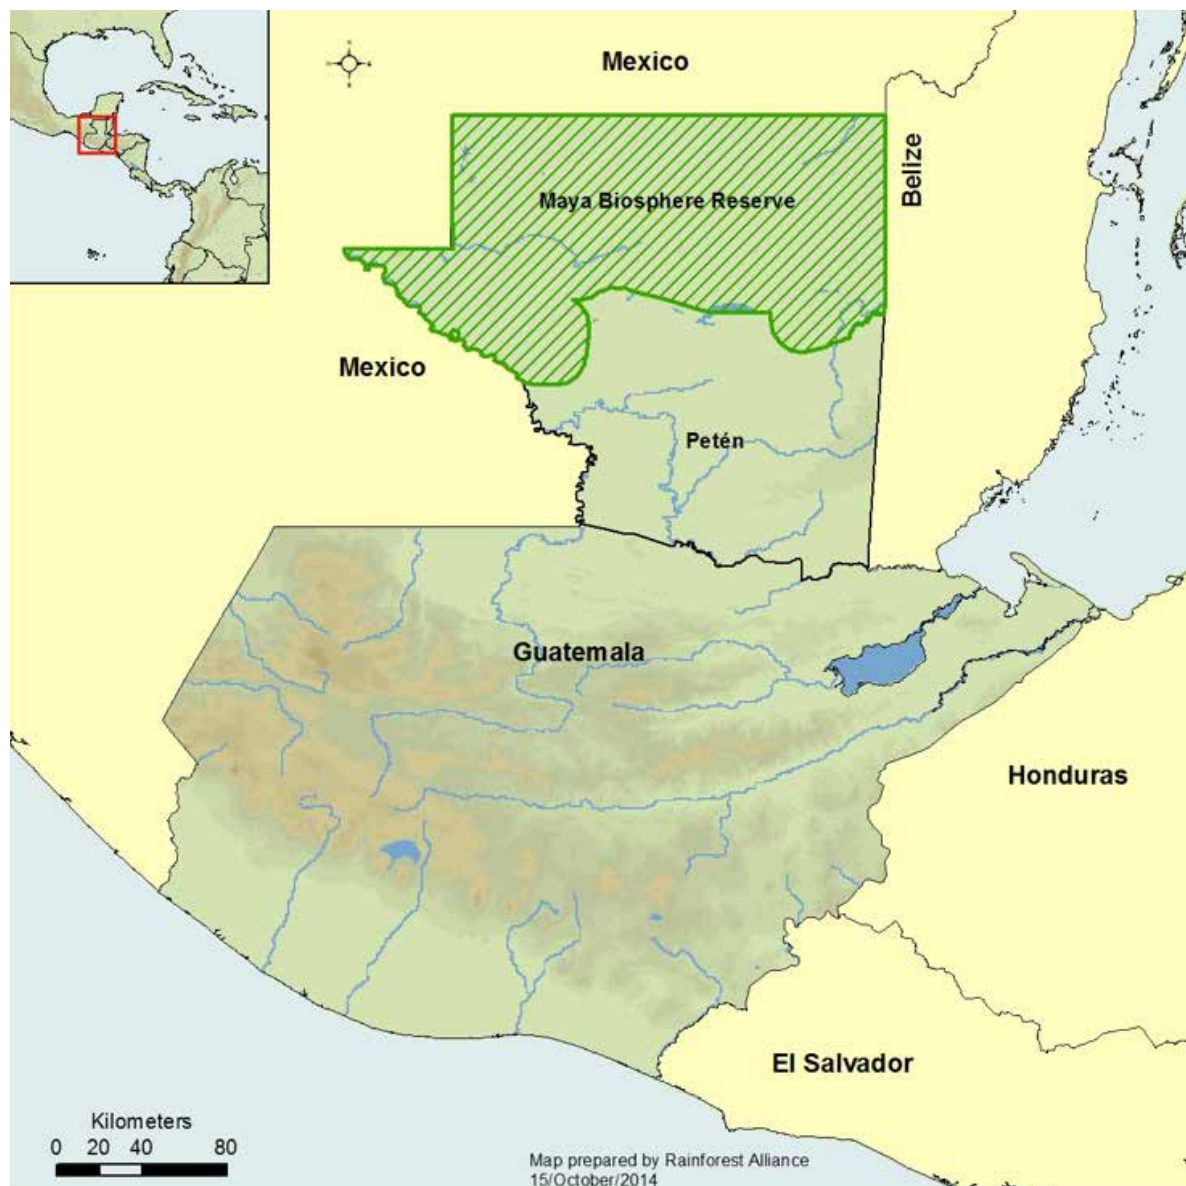 Mexico
Belize
Maya Biosphere Reserve
Mexico
Petén
Guatemala
Honduras
El Salvador
Kilometers
0 20 40 80
Map prepared by Rainforest Alliance
15/October/2014